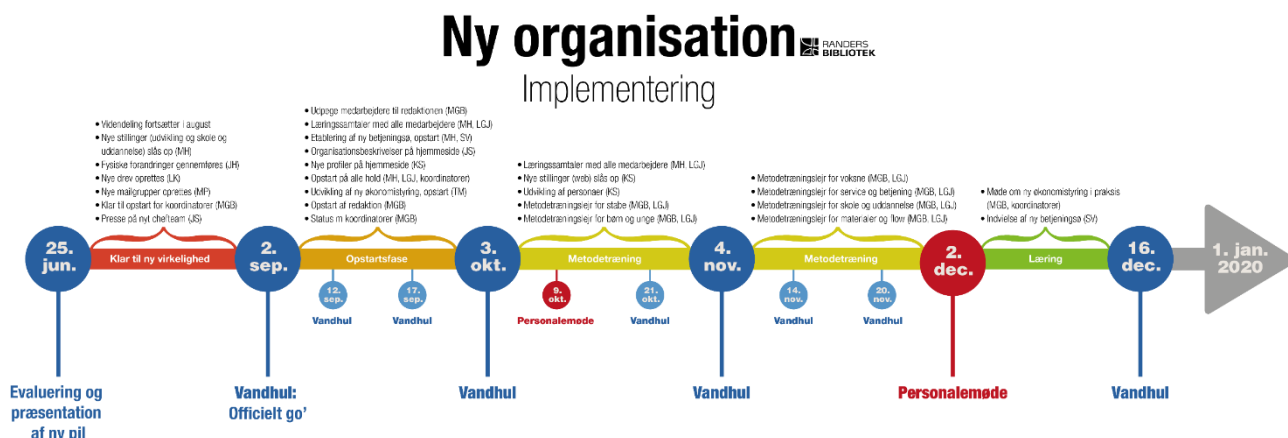 Ny organisation
RANDERS
BIBLIOTEK
Implementering
• Videndeling fortsætter i august
• Nye stillinger (udvikling og skole og
uddannelse) slås op (MH)
• Fysiske forandringer gennemføres (JH)
• Nye drev oprettes (LK)
• Nye mailgrupper oprettes (MP)
• Klar til opstart for koordinatorer (MGB)
• Presse på nyt chefteam (JS)
• Udpege medarbejdere til redaktionen (MGB)
• Læringssamtaler med alle medarbejdere (MH, LGJ)
• Etablering af ny betjeningsø, opstart (MH, SV)
• Organisationsbeskrivelser på hjemmeside (JS)
• Nye profiler på hjemmeside (KS)
• Opstart på alle hold (MH, LGJ, koordinatorer)
• Udvikling af ny økonomistyring, opstart (TM)
• Opstart af redaktion (MGB)
• Status m koordinatorer (MGB)
• Læringssamtaler med alle medarbejdere (MH, LGJ)
• Nye stillinger (web) slås op (KS)
• Udvikling af personaer (KS)
• Metodetræningslejr for stabe (MGB, LGJ)
• Metodetræningslejr for børn og unge (MGB, LGJ)
• Metodetræningslejr for voksne (MGB, LGJ)
• Metodetræningslejr for service og betjening (MGB, LGJ)
• Metodetræningslejr for skole og uddannelse (MGB, LGJ)
• Metodetræningslejr for materialer og flow (MGB, LGJ)
• Møde om ny økonomistyring i praksis
(MGB, koordinatorer)
• Indvielse af ny betjeningsø (SV)
25.
jun.
Klar til ny virkelighed
2.
sep.
Opstartsfase
3.
okt.
Metodetræning
4.
nov.
Metodetræning
2.
dec.
Læring
16.
dec.
1. jan.
2020
12.
sep.
Vandhul
17.
sep.
Vandhul
9.
okt.
Personalemøde
21.
okt.
Vandhul
14.
nov.
Vandhul
20.
nov.
Vandhul
Evaluering og
præsentation
af ny pil
Vandhul:
Officielt go'
Vandhul
Vandhul
Personalemøde
Vandhul